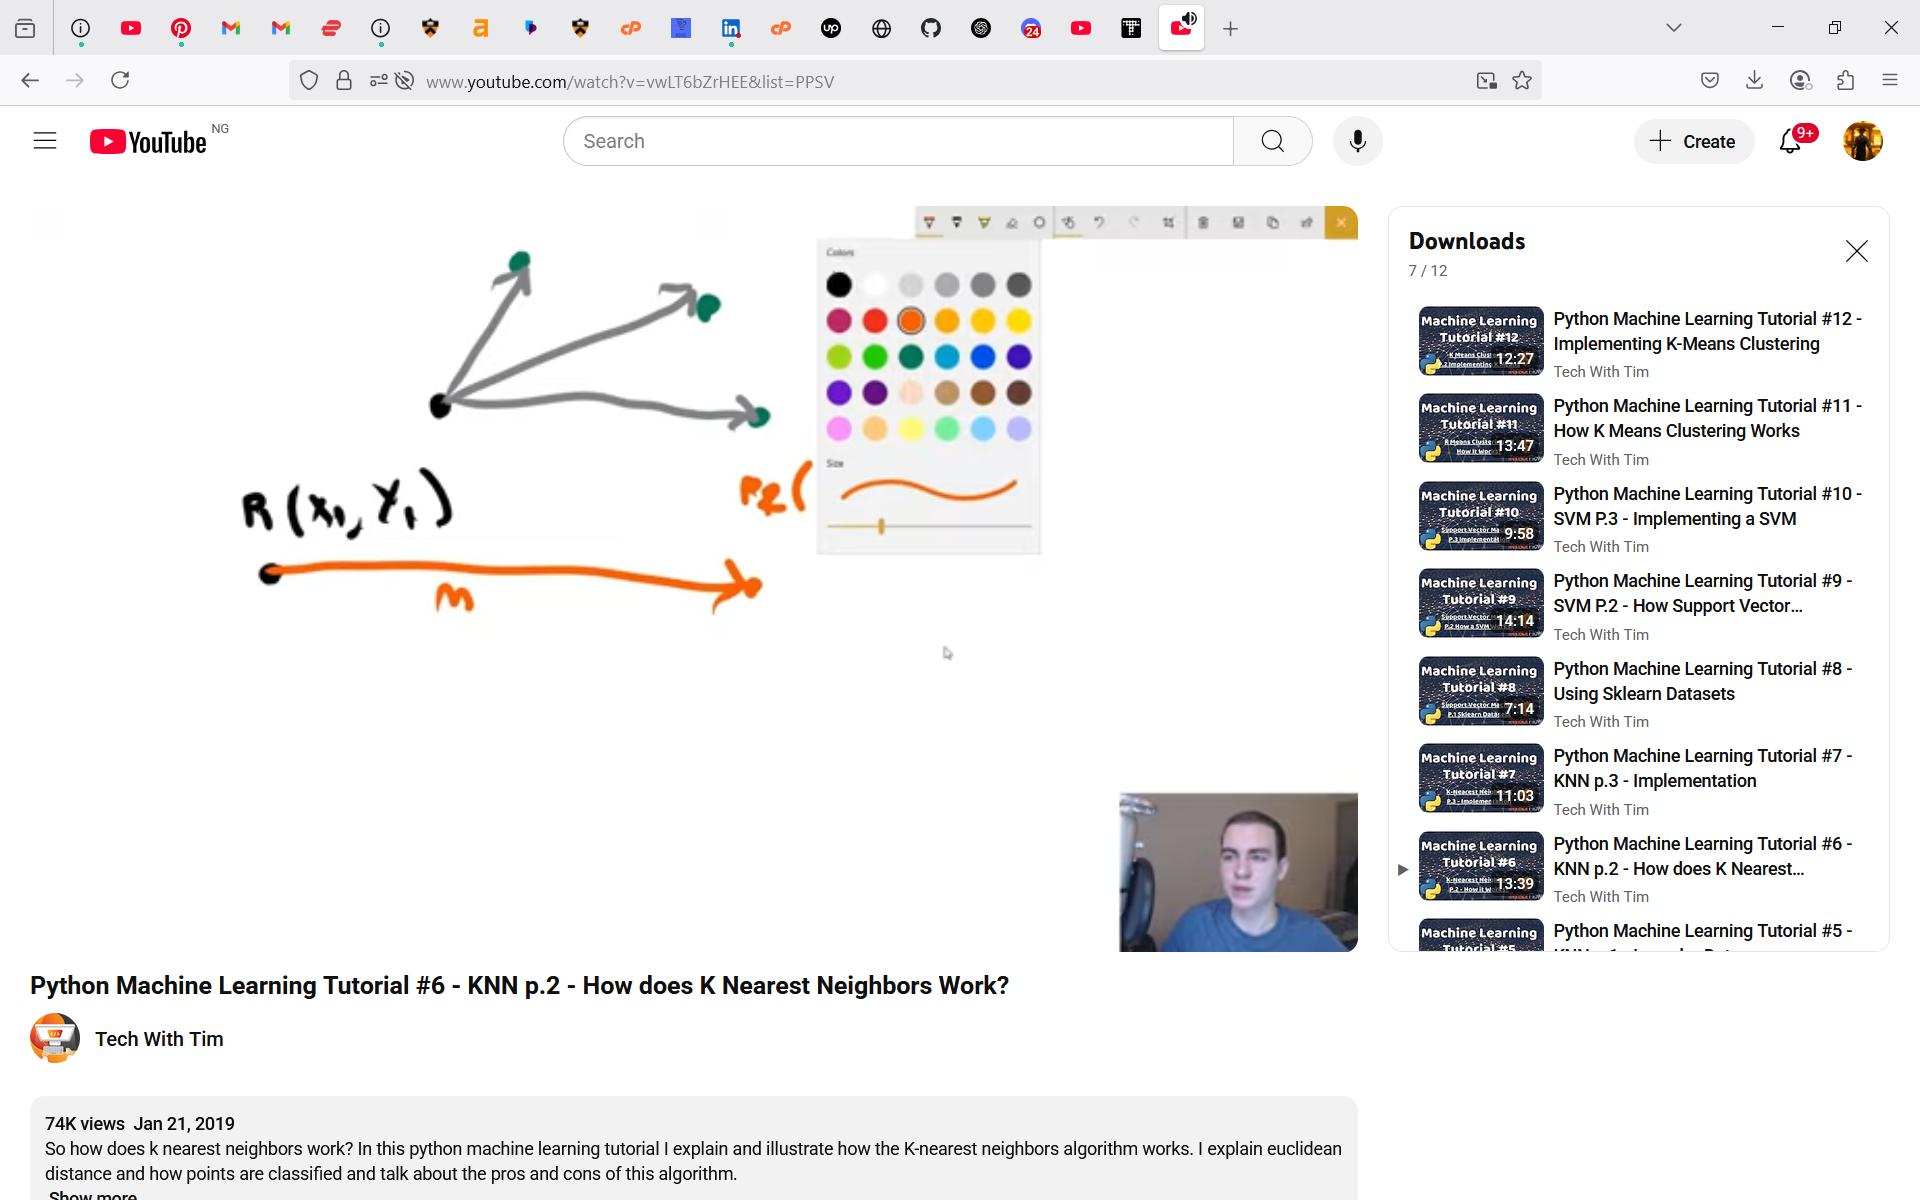 24
www.youtube.com/watch?v=vwLT6bZrHEE&list=PPSV
YouTube NG
Search
Create
9+
Colors
Size
R(x1, Y1)
R2(
m
Downloads
7 / 12
Machine Learning
Tutorial #12
12:27
Python Machine Learning Tutorial #12 -
Implementing K-Means Clustering
Tech With Tim
Machine Learning
Tutorial #11
How it Works
13:47
Python Machine Learning Tutorial #11 -
How K Means Clustering Works
Tech With Tim
Machine Learning
Tutorial #10
9:58
Python Machine Learning Tutorial #10 -
SVM P.3 - Implementing a SVM
Tech With Tim
Machine Learning
Tutorial #9
14:14
Python Machine Learning Tutorial #9 -
SVM P.2 - How Support Vector...
Tech With Tim
Machine Learning
Tutorial #8
7:14
Python Machine Learning Tutorial #8 -
Using Sklearn Datasets
Tech With Tim
Machine Learning
Tutorial #7
11:03
Python Machine Learning Tutorial #7 -
KNN p.3 - Implementation
Tech With Tim
Machine Learning
Tutorial #6
13:39
Python Machine Learning Tutorial #6 -
KNN p.2 - How does K Nearest...
Tech With Tim
Machine Learning
Python Machine Learning Tutorial #5 -
Python Machine Learning Tutorial #6 - KNN p.2 - How does K Nearest Neighbors Work?
Tech With Tim
74K views Jan 21, 2019
So how does k nearest neighbors work? In this python machine learning tutorial I explain and illustrate how the K-nearest neighbors algorithm works. I explain euclidean
distance and how points are classified and talk about the pros and cons of this algorithm.
Show more